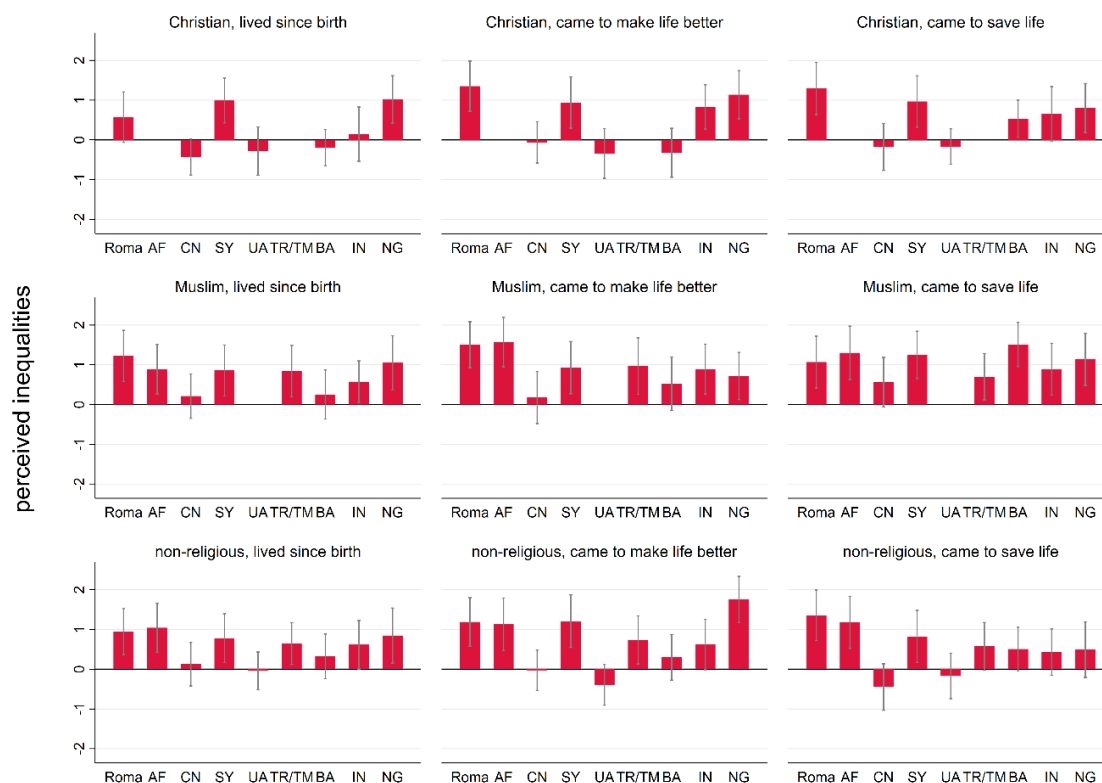 Christian, lived since birth
Christian, came to make life better
Christian, came to save life
2
1
0
-1
-2
Roma AF CN SY UA TR/TM BA IN NG
Roma AF CN SY UA TR/TM BA IN NG
Roma AF CN SY UA TR/TM BA IN NG
perceived inequalities
Muslim, lived since birth
Muslim, came to make life better
Muslim, came to save life
2
1
0
-1
-2
Roma AF CN SY UA TR/TM BA IN NG
Roma AF CN SY UA TR/TM BA IN NG
Roma AF CN SY UA TR/TM BA IN NG
non-religious, lived since birth
non-religious, came to make life better
non-religious, came to save life
2
1
0
-1
-2
Roma AF CN SY UA TR/TM BA IN NG
Roma AF CN SY UA TR/TM BA IN NG
Roma AF CN SY UA TR/TM BA IN NG